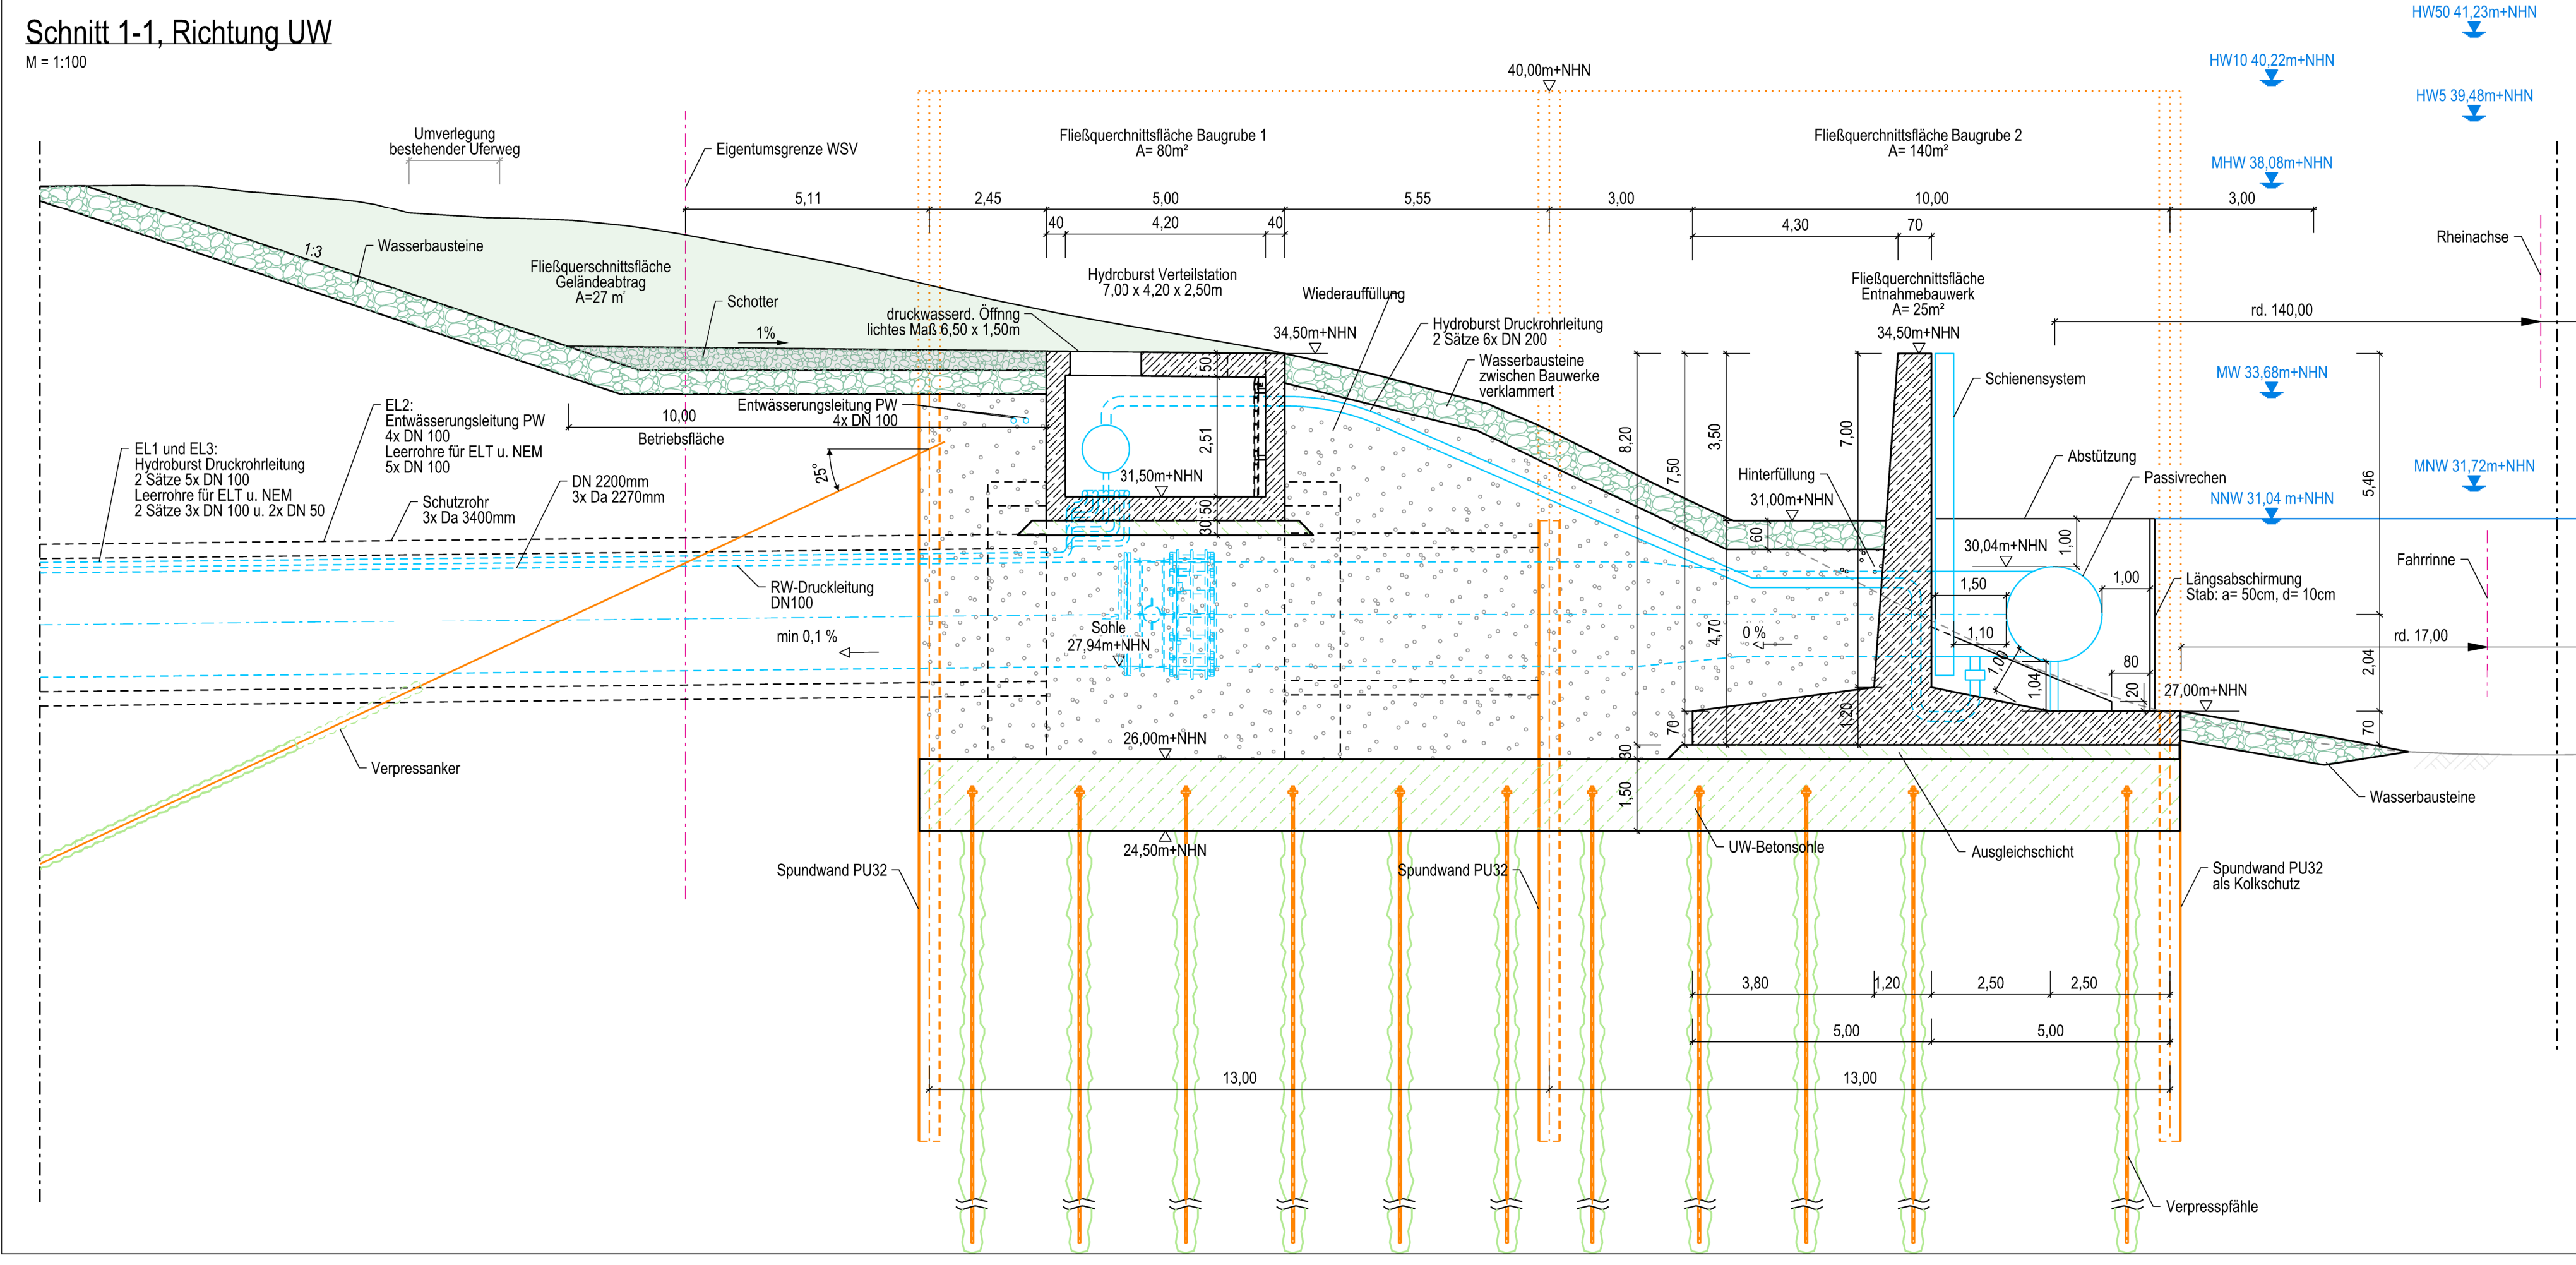 Schnitt 1-1, Richtung UW
M = 1:100
HW50 41,23m+NHN
HW10 40,22m+NHN
HW5 39,48m+NHN
MHW 38,08m+NHN
MW 33,68m+NHN
MNW 31,72m+NHN
NNW 31,04 m+NHN
40,00m+NHN
Umverlegung
bestehender Uferweg
Eigentumsgrenze WSV
Fließquerchnittsfläche Baugrube 1
A= 80m²
Fließquerchnittsfläche Baugrube 2
A= 140m²
5,11
2,45
5,00
5,55
3,00
10,00
3,00
40
4,20
40
4,30
70
1:3
Wasserbausteine
Fließquerschnittsfläche
Geländeabtrag
A=27 m²
Schotter
1%
Hydroburst Verteilstation
7,00 x 4,20 x 2,50m
druckwasserd. Öffnng
lichtes Maß 6,50 x 1,50m
Wiederauffüllung
34,50m+NHN
Hydroburst Druckrohrleitung
2 Sätze 6x DN 200
Wasserbausteine
zwischen Bauwerke
verklammert
Fließquerchnittsfläche
Entnahmebauwerk
A= 25m²
34,50m+NHN
Rheinachse
rd. 140,00
Schienensystem
Abstützung
Passivrechen
Hinterfüllung
31,00m+NHN
30,04m+NHN
Längsabschirmung
Stab: a= 50cm, d= 10cm
Fahrrinne
rd. 17,00
27,00m+NHN
10,00
Betriebsfläche
Entwässerungsleitung PW
4x DN 100
EL2:
Entwässerungsleitung PW
4x DN 100
Leerrohre für ELT u. NEM
5x DN 100
EL1 und EL3:
Hydroburst Druckrohrleitung
2 Sätze 5x DN 100
Leerrohre für ELT u. NEM
2 Sätze 3x DN 100 u. 2x DN 50
Schutzrohr
3x Da 3400mm
DN 2200mm
3x Da 2270mm
25°
50
2,51
31,50m+NHN
50
30
8,20
7,50
3,50
7,00
5,46
60
1,00
1,50
1,00
1,10
1,00
1,04
80
20
2,04
70
4,70
0 %
1,20
70
30
1,50
RW-Druckleitung
DN100
min 0,1 %
Sohle
27,94m+NHN
26,00m+NHN
24,50m+NHN
Verpressanker
Spundwand PU32
Spundwand PU32
UW-Betonsohle
Ausgleichschicht
Wasserbausteine
Spundwand PU32
als Kolkschutz
3,80
1,20
2,50
2,50
5,00
5,00
13,00
13,00
Verpresspfähle